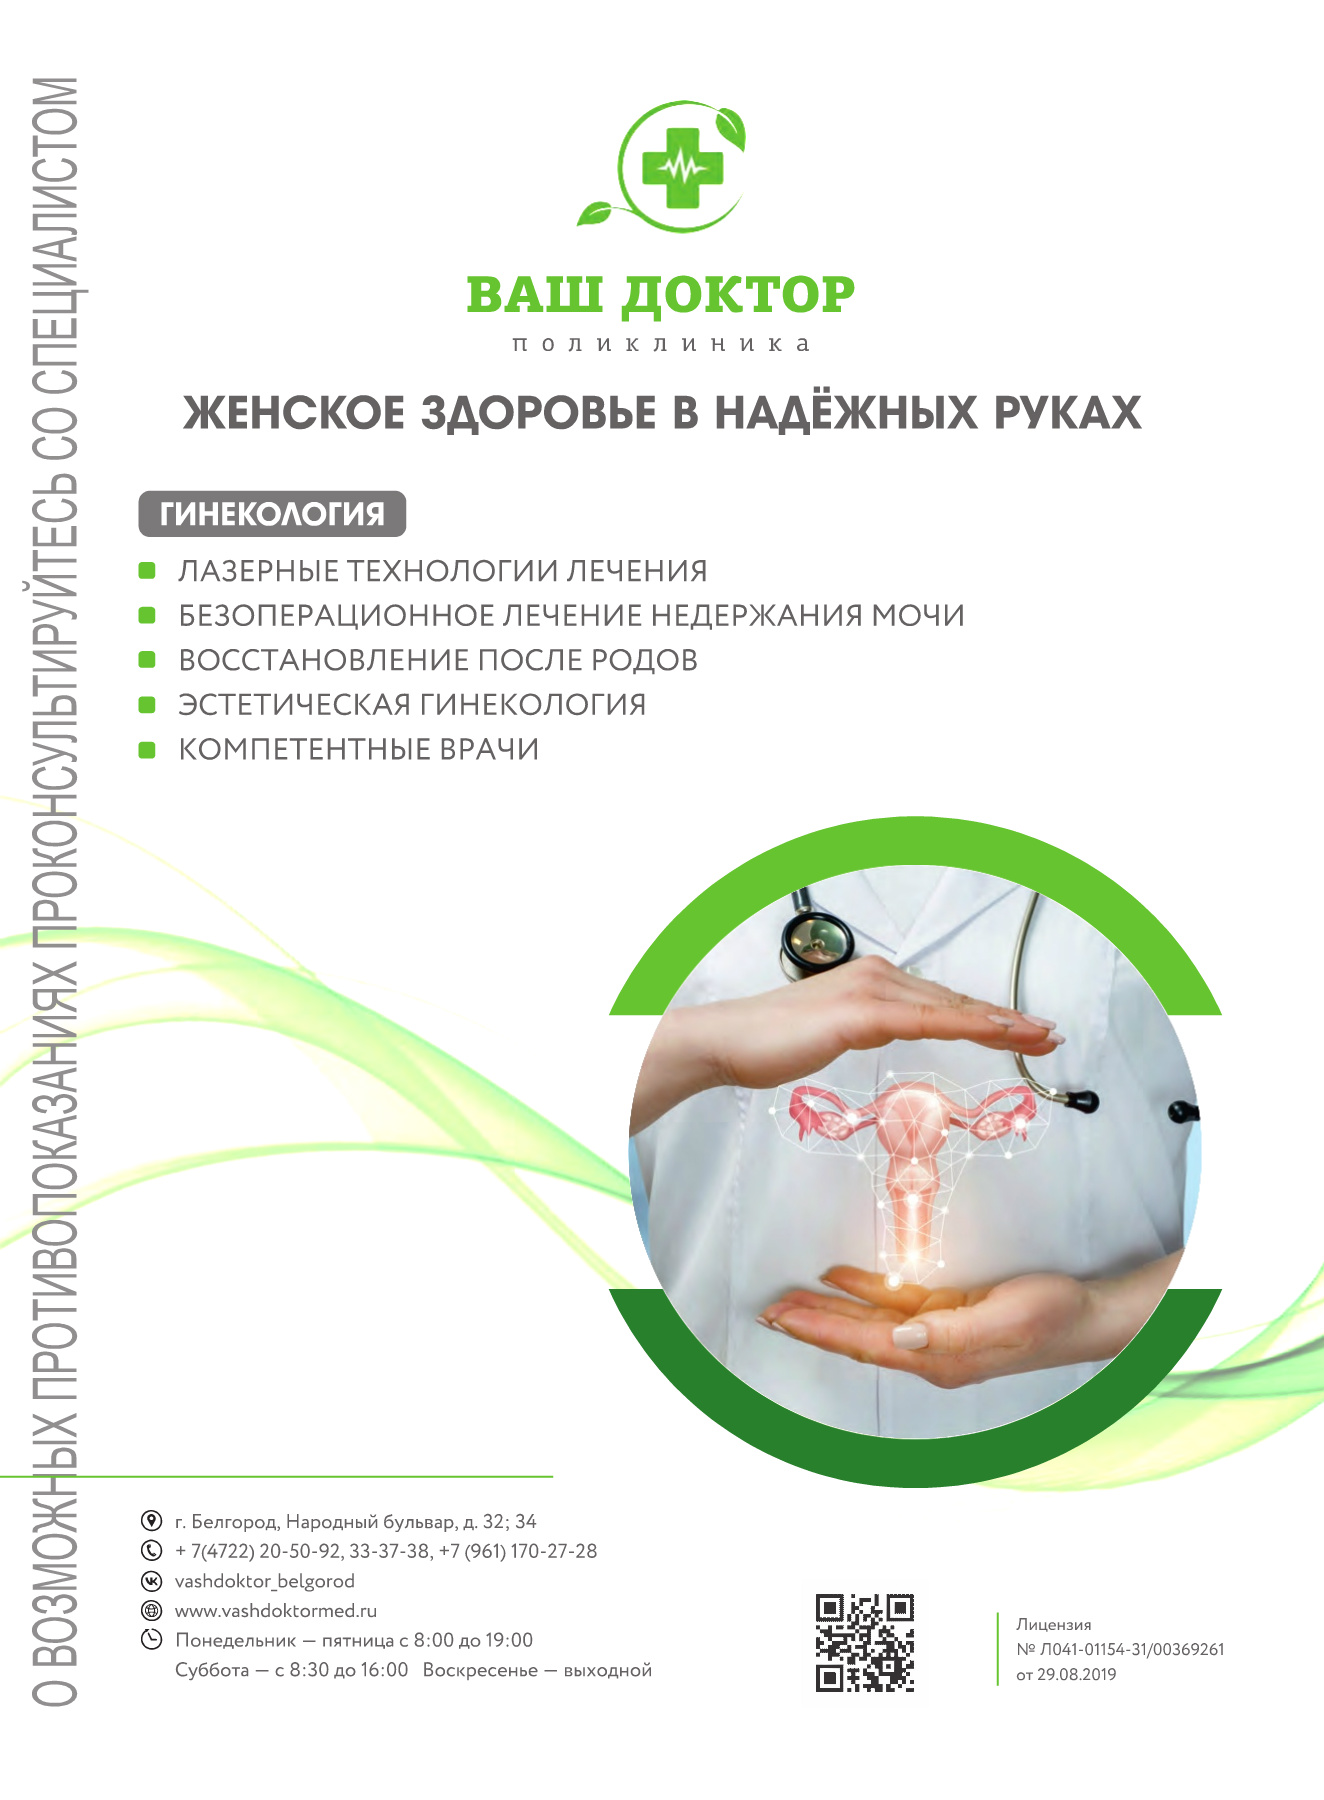 ВАШ ДОКТОР
поликлиника
ЖЕНСКОЕ ЗДОРОВЬЕ В НАДЁЖНЫХ РУКАХ
ГИНЕКОЛОГИЯ
ЛАЗЕРНЫЕ ТЕХНОЛОГИИ ЛЕЧЕНИЯ
БЕЗОПЕРАЦИОННОЕ ЛЕЧЕНИЕ НЕДЕРЖАНИЯ МОЧИ
ВОССТАНОВЛЕНИЕ ПОСЛЕ РОДОВ
ЭСТЕТИЧЕСКАЯ ГИНЕКОЛОГИЯ
КОМПЕТЕНТНЫЕ ВРАЧИ
О ВОЗМОЖНЫХ ПРОТИВОПОКАЗАНИЯХ ПРОКОНСУЛЬТИРУЙТЕСЬ СО СПЕЦИАЛИСТОМ
г. Белгород, Народный бульвар, д. 32; 34
+ 7(4722) 20-50-92, 33-37-38, +7 (961) 170-27-28
vashdoktor_belgorod
www.vashdoktormed.ru
Понедельник — пятница с 8:00 до 19:00
Суббота — с 8:30 до 16:00 Воскресенье — выходной
Лицензия
№ Л041-01154-31/00369261
от 29.08.2019